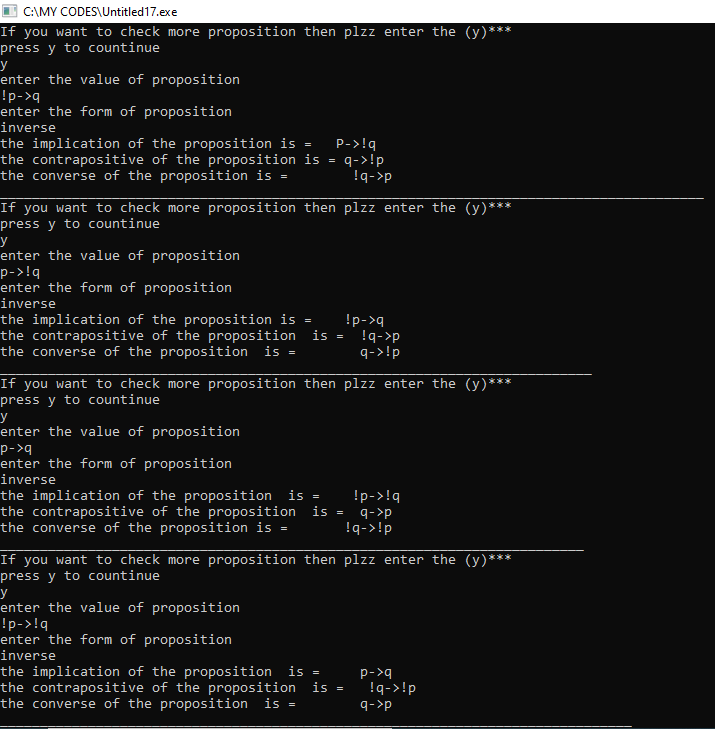 C:\MY CODES\Untitled17.exe
If you want to check more proposition then plzz enter the (y)***
press y to countinue
y
enter the value of proposition
!p->q
enter the form of proposition
inverse
the implication of the proposition is =   P->!q
the contrapositive of the proposition is = q->!p
the converse of the proposition is =        !q->p
If you want to check more proposition then plzz enter the (y)***
press y to countinue
y
enter the value of proposition
p->!q
enter the form of proposition
inverse
the implication of the proposition is =    !p->q
the contrapositive of the proposition  is =  !q->p
the converse of the proposition  is =        q->!p
If you want to check more proposition then plzz enter the (y)***
press y to countinue
y
enter the value of proposition
p->q
enter the form of proposition
inverse
the implication of the proposition  is =    !p->!q
the contrapositive of the proposition  is =  q->p
the converse of the proposition is =       !q->!p
If you want to check more proposition then plzz enter the (y)***
press y to countinue
y
enter the value of proposition
!p->!q
enter the form of proposition
inverse
the implication of the proposition  is =     p->q
the contrapositive of the proposition  is =   !q->!p
the converse of the proposition  is =        q->p